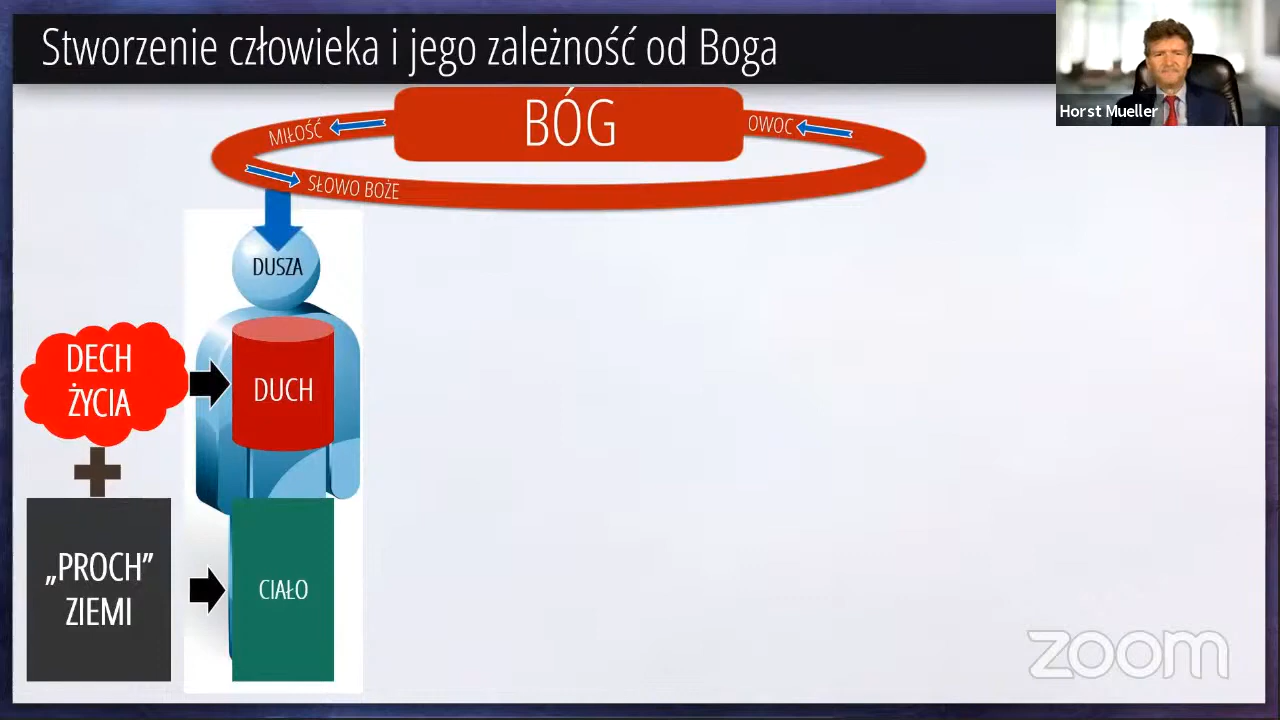 Stworzenie człowieka i jego zależność od Boga
Horst Mueller
BÓG
MIŁOŚĆ
OWOC
SŁOWO BOŻE
DUSZA
DECH
ŻYCIA
DUCH
„PROCH”
ZIEMI
CIAŁO
zoom